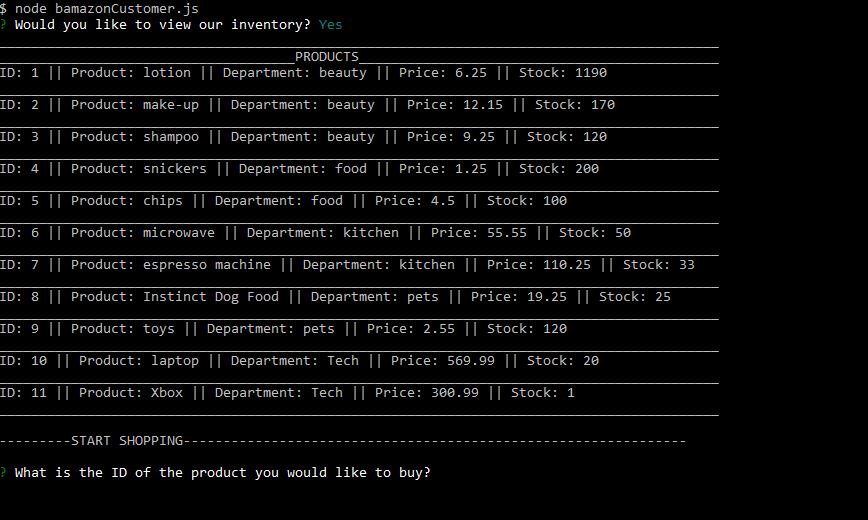 $ node bamazonCustomer.js
? Would you like to view our inventory? Yes
_____________________________________PRODUCTS_____________________________________________
ID: 1 || Product: lotion || Department: beauty || Price: 6.25 || Stock: 1190
ID: 2 || Product: make-up || Department: beauty || Price: 12.15 || Stock: 170
ID: 3 || Product: shampoo || Department: beauty || Price: 9.25 || Stock: 120
ID: 4 || Product: snickers || Department: food || Price: 1.25 || Stock: 200
ID: 5 || Product: chips || Department: food || Price: 4.5 || Stock: 100
ID: 6 || Product: microwave || Department: kitchen || Price: 55.55 || Stock: 50
ID: 7 || Product: espresso machine || Department: kitchen || Price: 110.25 || Stock: 33
ID: 8 || Product: Instinct Dog Food || Department: pets || Price: 19.25 || Stock: 25
ID: 9 || Product: toys || Department: pets || Price: 2.55 || Stock: 120
ID: 10 || Product: laptop || Department: Tech || Price: 569.99 || Stock: 20
ID: 11 || Product: Xbox || Department: Tech || Price: 300.99 || Stock: 1
---------START SHOPPING---------------------------------------------------------------
? What is the ID of the product you would like to buy?